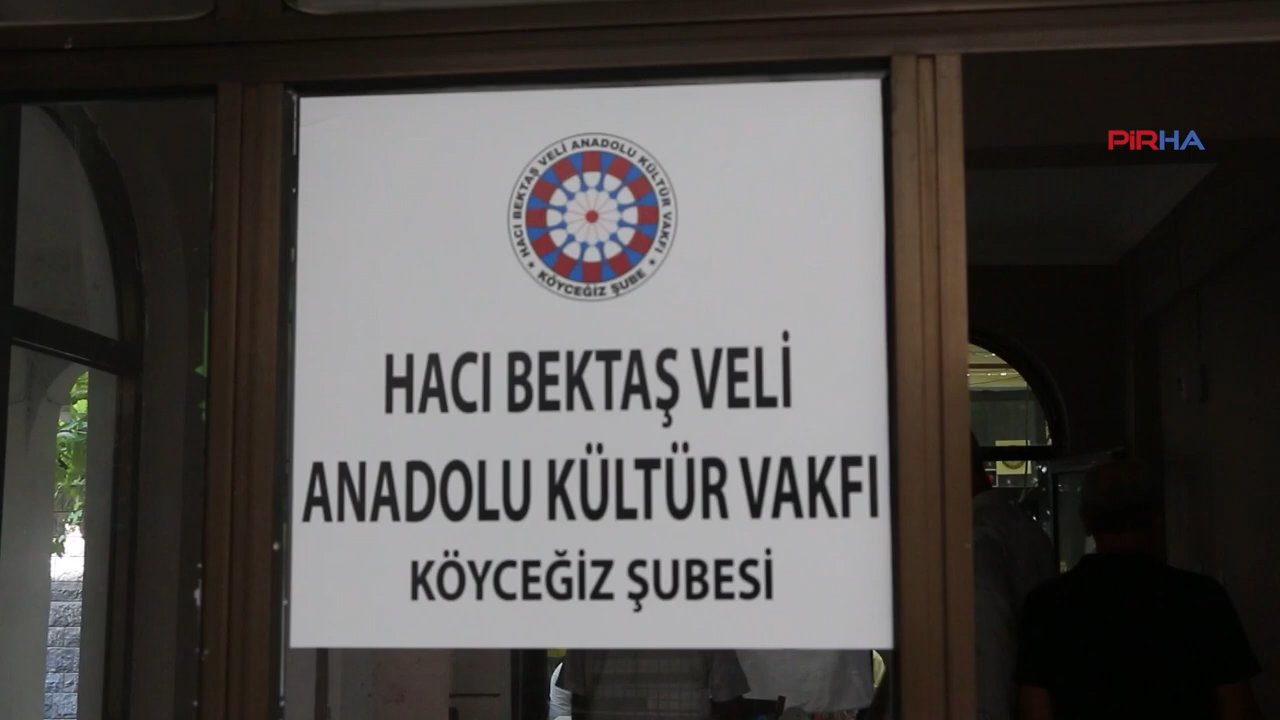 PİRHA
HACI BEKTAŞ VELİ ANADOLU KÜLTÜR VAKFI
KÖYCEĞİZ ŞUBE
HACI BEKTAŞ VELİ
ANADOLU KÜLTÜR VAKFI
KÖYCEĞİZ ŞUBESİ